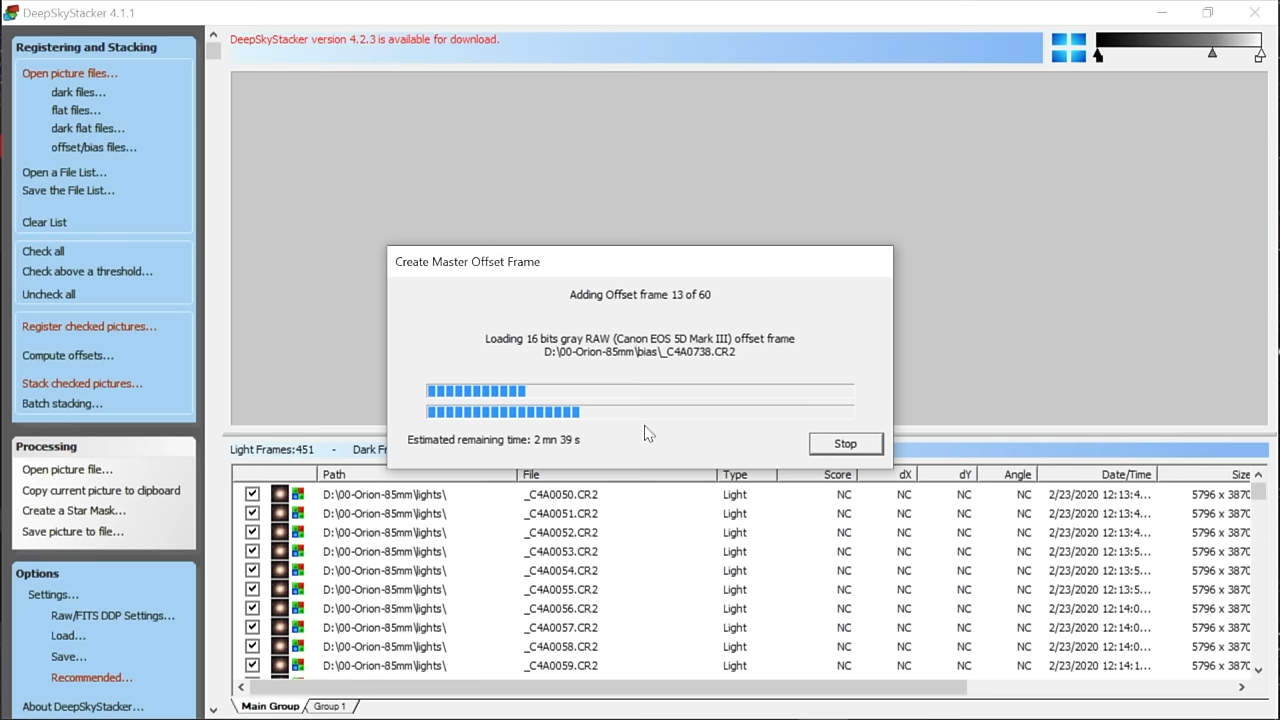 DeepSkyStacker 4.1.1
Registering and Stacking
Open picture files...
dark files...
flat files...
dark flat files...
offset/bias files...
Open a File List...
Save the File List...
Clear List
Check all
Check above a threshold...
Uncheck all
Register checked pictures...
Compute offsets...
Stack checked pictures...
Batch stacking...
Processing
Open picture file...
Copy current picture to clipboard
Create a Star Mask...
Save picture to file...
Options
Settings...
Raw/FITS DDP Settings...
Load...
Save...
Recommended...
About DeepSkyStacker...
DeepSkyStacker version 4.2.3 is available for download.
Create Master Offset Frame
Adding Offset frame 13 of 60
Loading 16 bits gray RAW (Canon EOS 5D Mark III) offset frame
D:\00-Orion-85mm\bias\_C4A0738.CR2
Estimated remaining time: 2 mn 39 s
Stop
Light Frames:451 - Dark Fr
Path File Type Score dX dY Angle Date/Time Size
D:\00-Orion-85mm\lights\ _C4A0050.CR2 Light NC NC NC NC 2/23/2020 12:13:4... 5796 x 3870
D:\00-Orion-85mm\lights\ _C4A0051.CR2 Light NC NC NC NC 2/23/2020 12:13:4... 5796 x 3870
D:\00-Orion-85mm\lights\ _C4A0052.CR2 Light NC NC NC NC 2/23/2020 12:13:4... 5796 x 3870
D:\00-Orion-85mm\lights\ _C4A0053.CR2 Light NC NC NC NC 2/23/2020 12:13:5... 5796 x 3870
D:\00-Orion-85mm\lights\ _C4A0054.CR2 Light NC NC NC NC 2/23/2020 12:13:5... 5796 x 3870
D:\00-Orion-85mm\lights\ _C4A0055.CR2 Light NC NC NC NC 2/23/2020 12:13:5... 5796 x 3870
D:\00-Orion-85mm\lights\ _C4A0056.CR2 Light NC NC NC NC 2/23/2020 12:14:0... 5796 x 3870
D:\00-Orion-85mm\lights\ _C4A0057.CR2 Light NC NC NC NC 2/23/2020 12:14:0... 5796 x 3870
D:\00-Orion-85mm\lights\ _C4A0058.CR2 Light NC NC NC NC 2/23/2020 12:14:0... 5796 x 3870
D:\00-Orion-85mm\lights\ _C4A0059.CR2 Light NC NC NC NC 2/23/2020 12:14:1... 5796 x 3870
Main Group Group 1